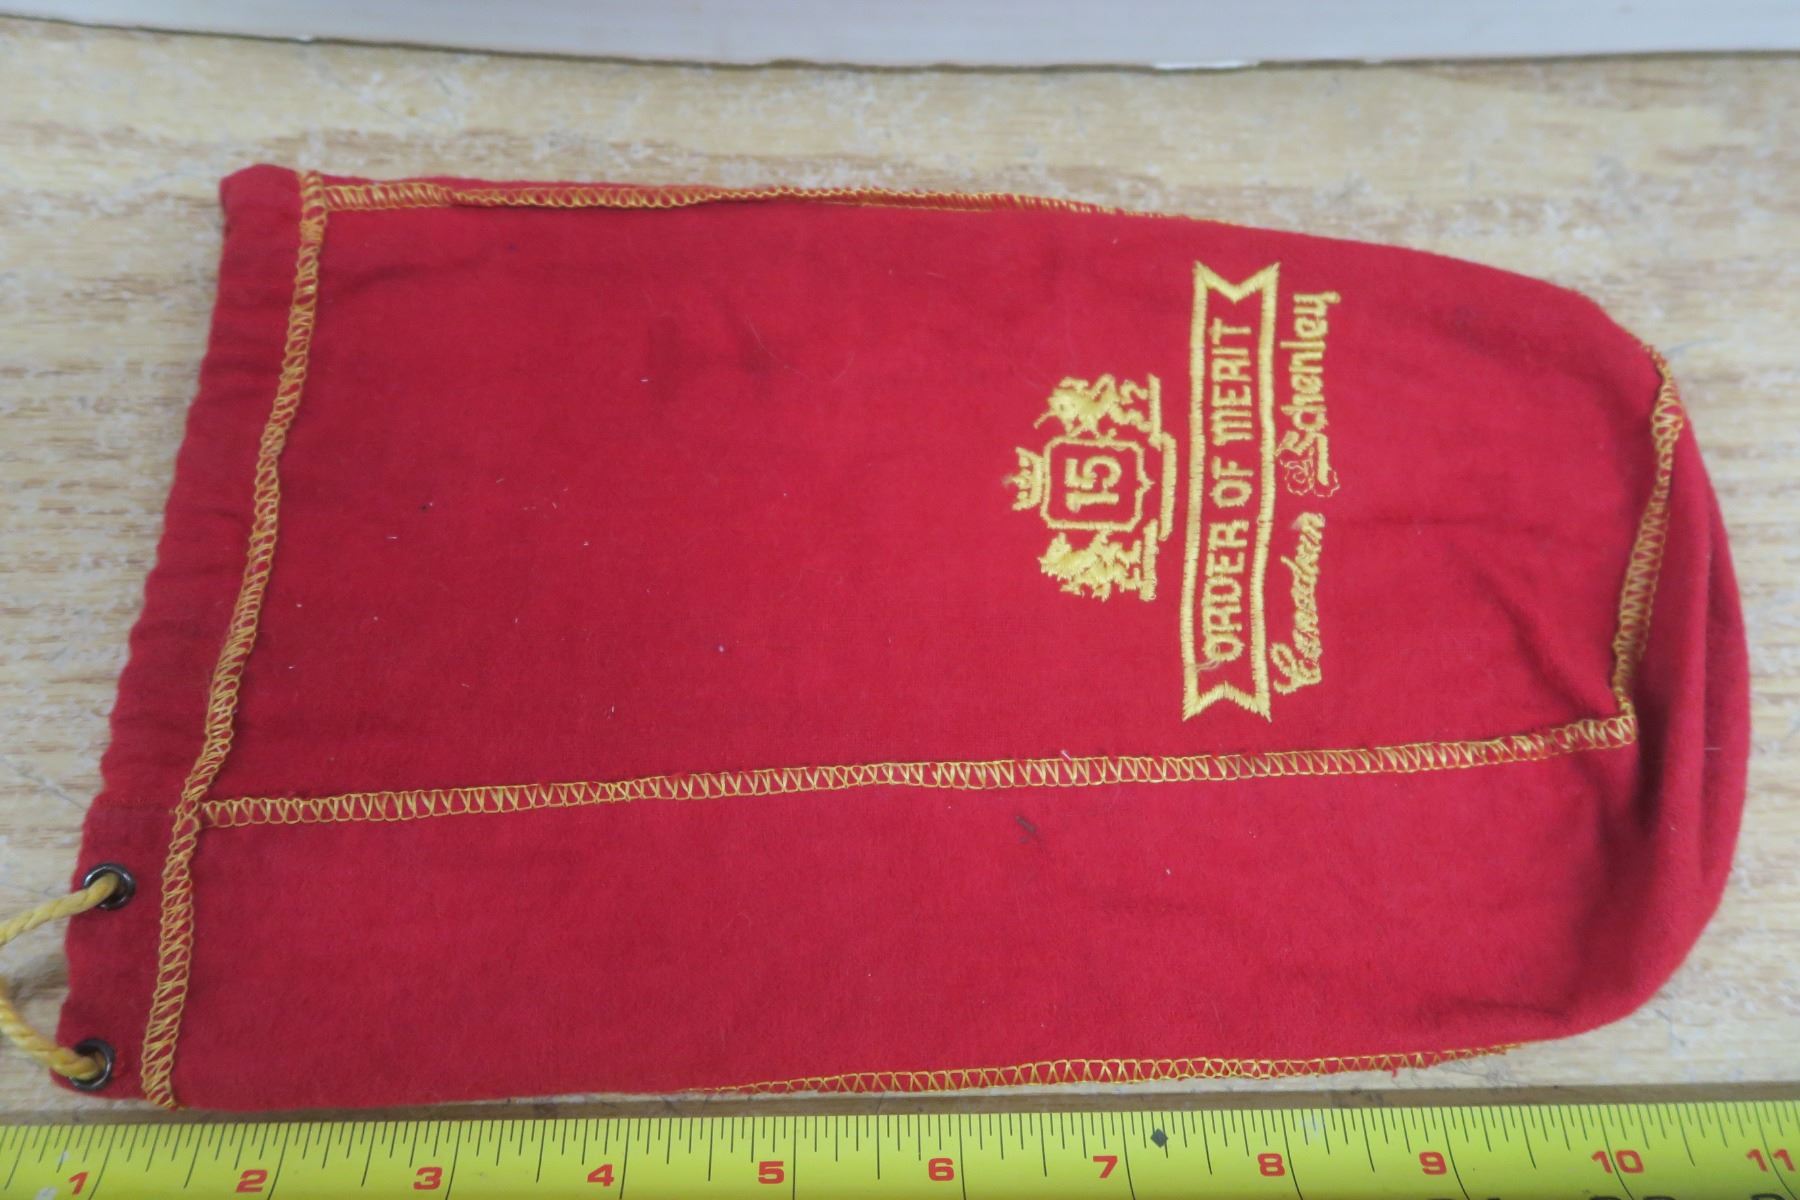 15
ORDER OF MERIT
Canadian Schenley
1 2 3 4 5 6 7 8 9 10 11